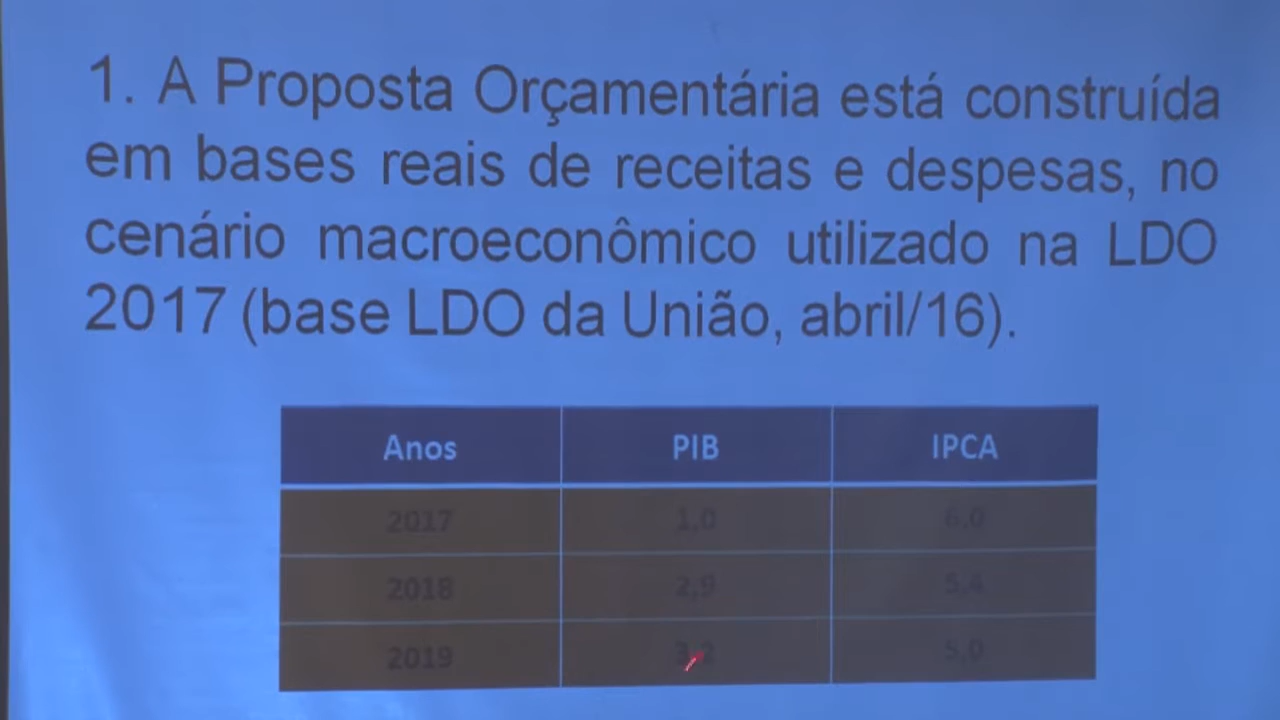 1. A Proposta Orçamentária está construída
em bases reais de receitas e despesas, no
cenário macroeconômico utilizado na LDO
2017 (base LDO da União, abril/16).
Anos PIB IPCA
2017 1,0 6,0
2018 2,9 5,4
2019 3,2 5,0